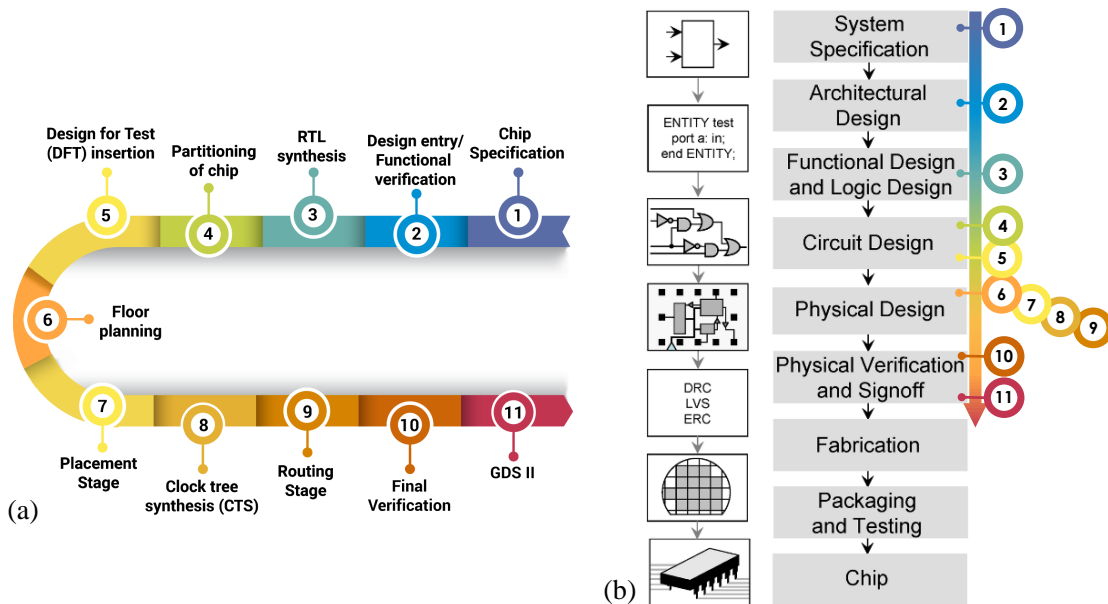 Design for Test
(DFT) insertion
Partitioning
of chip
RTL
synthesis
Design entry/
Functional
verification
Chip
Specification
5
4
3
2
1
6
Floor
planning
7
8
9
10
11
Placement
Stage
Clock tree
synthesis (CTS)
Routing
Stage
Final
Verification
GDS II
(a)
ENTITY test
port a: in;
end ENTITY;
DRC
LVS
ERC
System
Specification
Architectural
Design
Functional Design
and Logic Design
Circuit Design
Physical Design
Physical Verification
and Signoff
Fabrication
Packaging
and Testing
Chip
1
2
3
4
5
6
7
8
9
10
11
(b)